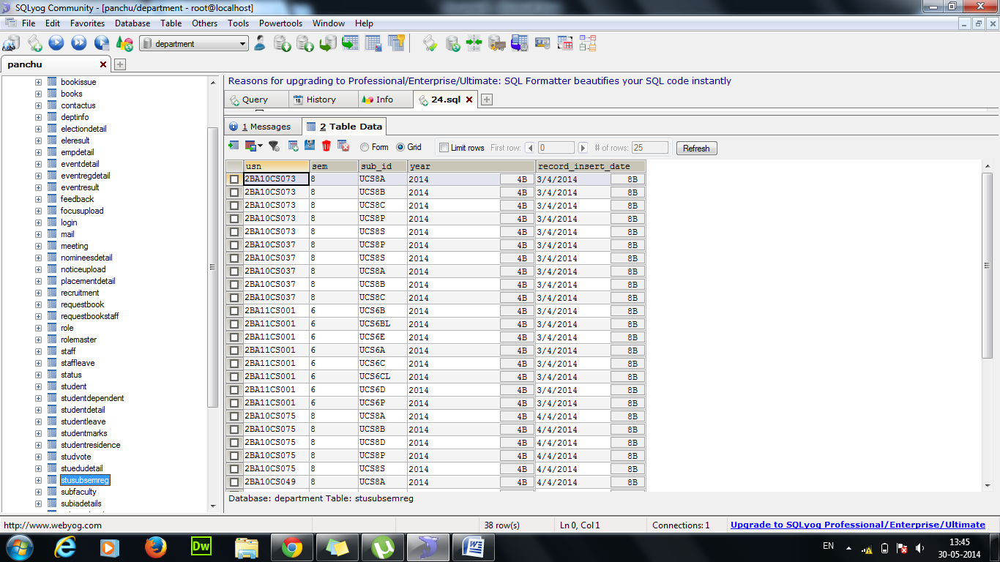 SQLyog Community - [panchu/department - root@localhost]
File Edit Favorites Database Table Others Tools Powertools Window Help
department
panchu
bookissue
books
contactus
deptinfo
electiondetail
eleresult
empdetail
eventdetail
eventregdetail
eventresult
feedback
focusupload
login
mail
meeting
nomineesdetail
noticeupload
placementdetail
recruitment
requestbook
requestbookstaff
role
rolemaster
staff
staffleave
status
student
studentdependent
studentdetail
studentleave
studentmarks
studentresidence
studvote
stuedudetail
stusubsemreg
subfaculty
subiadetails
Reasons for upgrading to Professional/Enterprise/Ultimate: SQL Formatter beautifies your SQL code instantly
Query History Info 24.sql
1 Messages 2 Table Data
Form Grid Limit rows First row: 0 # of rows: 25 Refresh
usn sem sub_id year record_insert_date
2BA10CS073 8 UCS8A 2014 4B 3/4/2014 8B
2BA10CS073 8 UCS8B 2014 4B 3/4/2014 8B
2BA10CS073 8 UCS8C 2014 4B 3/4/2014 8B
2BA10CS073 8 UCS8P 2014 4B 3/4/2014 8B
2BA10CS073 8 UCS8S 2014 4B 3/4/2014 8B
2BA10CS037 8 UCS8P 2014 4B 3/4/2014 8B
2BA10CS037 8 UCS8S 2014 4B 3/4/2014 8B
2BA10CS037 8 UCS8A 2014 4B 3/4/2014 8B
2BA10CS037 8 UCS8B 2014 4B 3/4/2014 8B
2BA10CS037 8 UCS8C 2014 4B 3/4/2014 8B
2BA11CS001 6 UCS6B 2014 4B 3/4/2014 8B
2BA11CS001 6 UCS6BL 2014 4B 3/4/2014 8B
2BA11CS001 6 UCS6E 2014 4B 3/4/2014 8B
2BA11CS001 6 UCS6A 2014 4B 3/4/2014 8B
2BA11CS001 6 UCS6C 2014 4B 3/4/2014 8B
2BA11CS001 6 UCS6CL 2014 4B 3/4/2014 8B
2BA11CS001 6 UCS6D 2014 4B 3/4/2014 8B
2BA11CS001 6 UCS6P 2014 4B 3/4/2014 8B
2BA10CS075 8 UCS8A 2014 4B 4/4/2014 8B
2BA10CS075 8 UCS8B 2014 4B 4/4/2014 8B
2BA10CS075 8 UCS8D 2014 4B 4/4/2014 8B
2BA10CS075 8 UCS8P 2014 4B 4/4/2014 8B
2BA10CS075 8 UCS8S 2014 4B 4/4/2014 8B
2BA10CS049 8 UCS8A 2014 4B 4/4/2014 8B
Database: department Table: stusubsemreg
http://www.webyog.com 38 row(s) Ln 0, Col 1 Connections: 1 Upgrade to SQLyog Professional/Enterprise/Ultimate
Dw
EN
13:45
30-05-2014